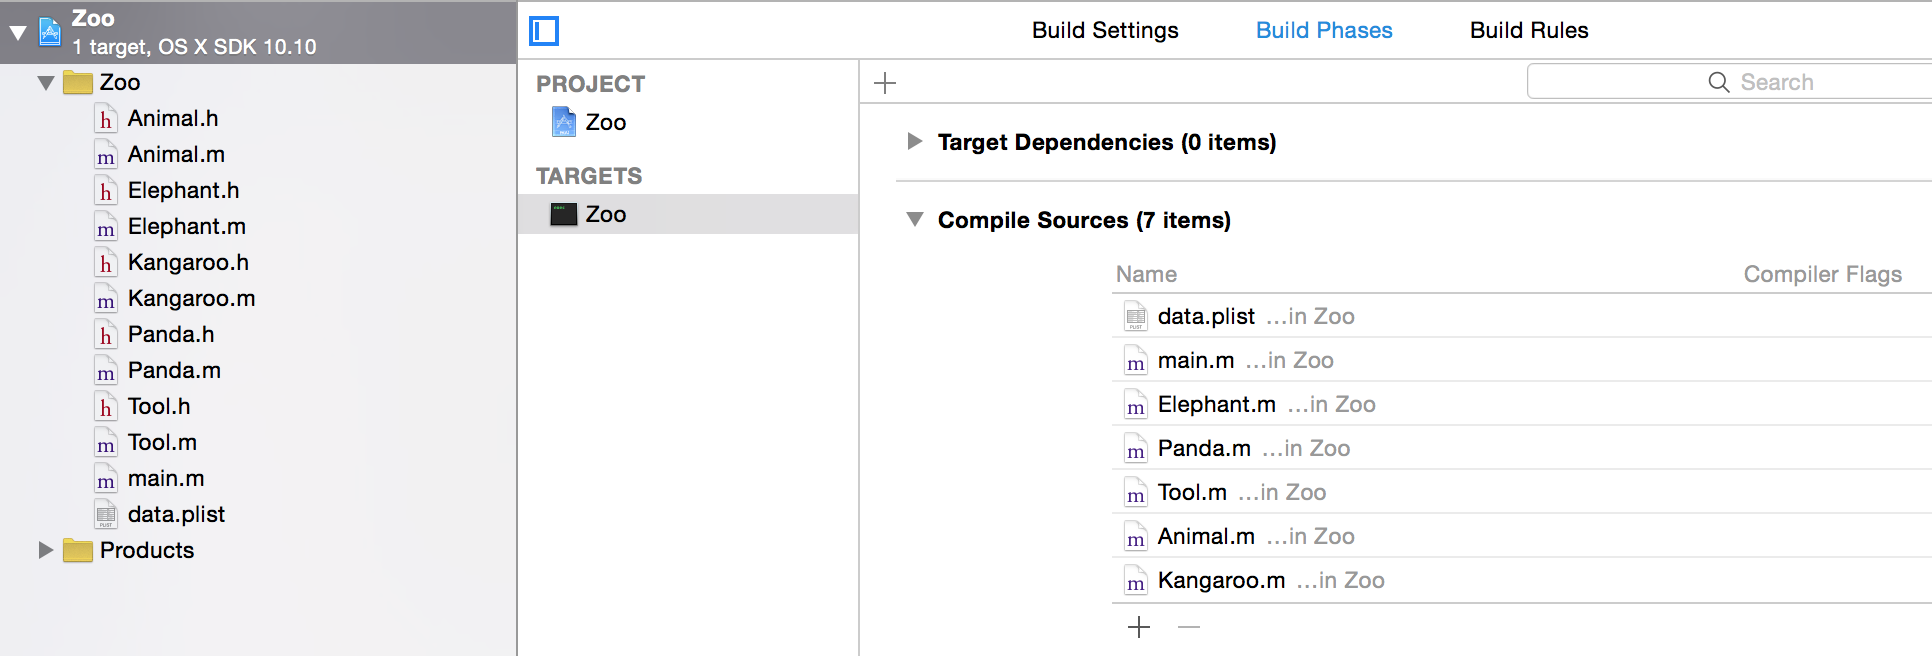 Zoo
1 target, OS X SDK 10.10
Zoo
Animal.h
Animal.m
Elephant.h
Elephant.m
Kangaroo.h
Kangaroo.m
Panda.h
Panda.m
Tool.h
Tool.m
main.m
data.plist
Products
PROJECT
Zoo
TARGETS
Zoo
Build Settings Build Phases Build Rules
Search
Target Dependencies (0 items)
Compile Sources (7 items)
Name Compiler Flags
data.plist ...in Zoo
main.m ...in Zoo
Elephant.m ...in Zoo
Panda.m ...in Zoo
Tool.m ...in Zoo
Animal.m ...in Zoo
Kangaroo.m ...in Zoo